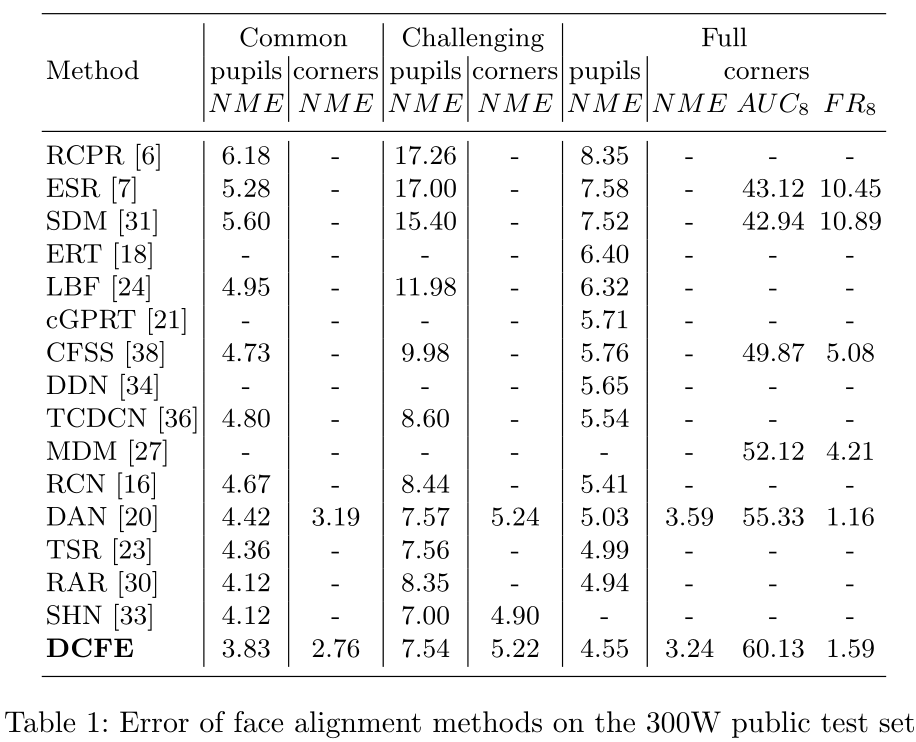 Common Challenging Full
Method pupils corners pupils corners pupils corners
NME NME NME NME NME NME AUC8 FR8
RCPR [6] 6.18 - 17.26 - 8.35 - - -
ESR [7] 5.28 - 17.00 - 7.58 - 43.12 10.45
SDM [31] 5.60 - 15.40 - 7.52 - 42.94 10.89
ERT [18] - - - - 6.40 - - -
LBF [24] 4.95 - 11.98 - 6.32 - - -
cGPRT [21] - - - - 5.71 - - -
CFSS [38] 4.73 - 9.98 - 5.76 - 49.87 5.08
DDN [34] - - - - 5.65 - - -
TCDCN [36] 4.80 - 8.60 - 5.54 - - -
MDM [27] - - - - - - 52.12 4.21
RCN [16] 4.67 - 8.44 - 5.41 - - -
DAN [20] 4.42 3.19 7.57 5.24 5.03 3.59 55.33 1.16
TSR [23] 4.36 - 7.56 - 4.99 - - -
RAR [30] 4.12 - 8.35 - 4.94 - - -
SHN [33] 4.12 - 7.00 4.90 - - - -
DCFE 3.83 2.76 7.54 5.22 4.55 3.24 60.13 1.59
Table 1: Error of face alignment methods on the 300W public test set